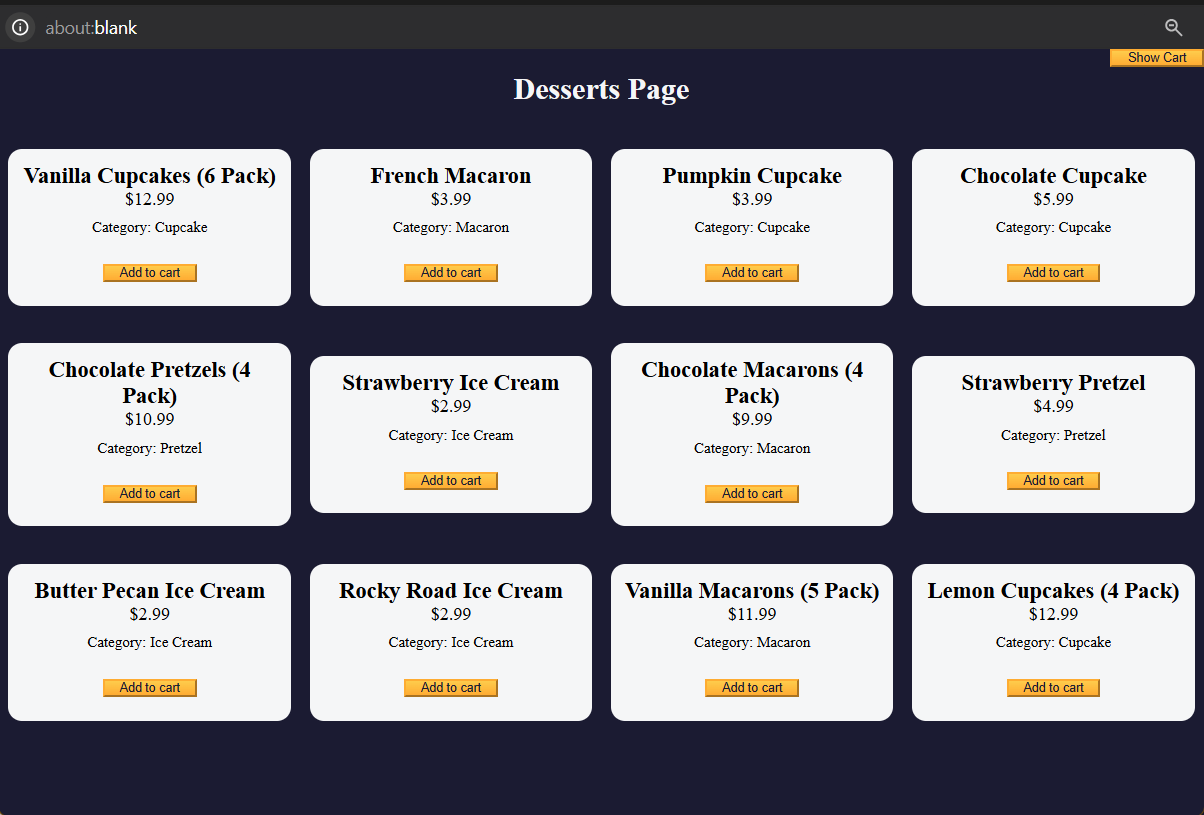 about:blank
Show Cart
Desserts Page
Vanilla Cupcakes (6 Pack)
$12.99
Category: Cupcake
Add to cart
French Macaron
$3.99
Category: Macaron
Add to cart
Pumpkin Cupcake
$3.99
Category: Cupcake
Add to cart
Chocolate Cupcake
$5.99
Category: Cupcake
Add to cart
Chocolate Pretzels (4
Pack)
$10.99
Category: Pretzel
Add to cart
Strawberry Ice Cream
$2.99
Category: Ice Cream
Add to cart
Chocolate Macarons (4
Pack)
$9.99
Category: Macaron
Add to cart
Strawberry Pretzel
$4.99
Category: Pretzel
Add to cart
Butter Pecan Ice Cream
$2.99
Category: Ice Cream
Add to cart
Rocky Road Ice Cream
$2.99
Category: Ice Cream
Add to cart
Vanilla Macarons (5 Pack)
$11.99
Category: Macaron
Add to cart
Lemon Cupcakes (4 Pack)
$12.99
Category: Cupcake
Add to cart